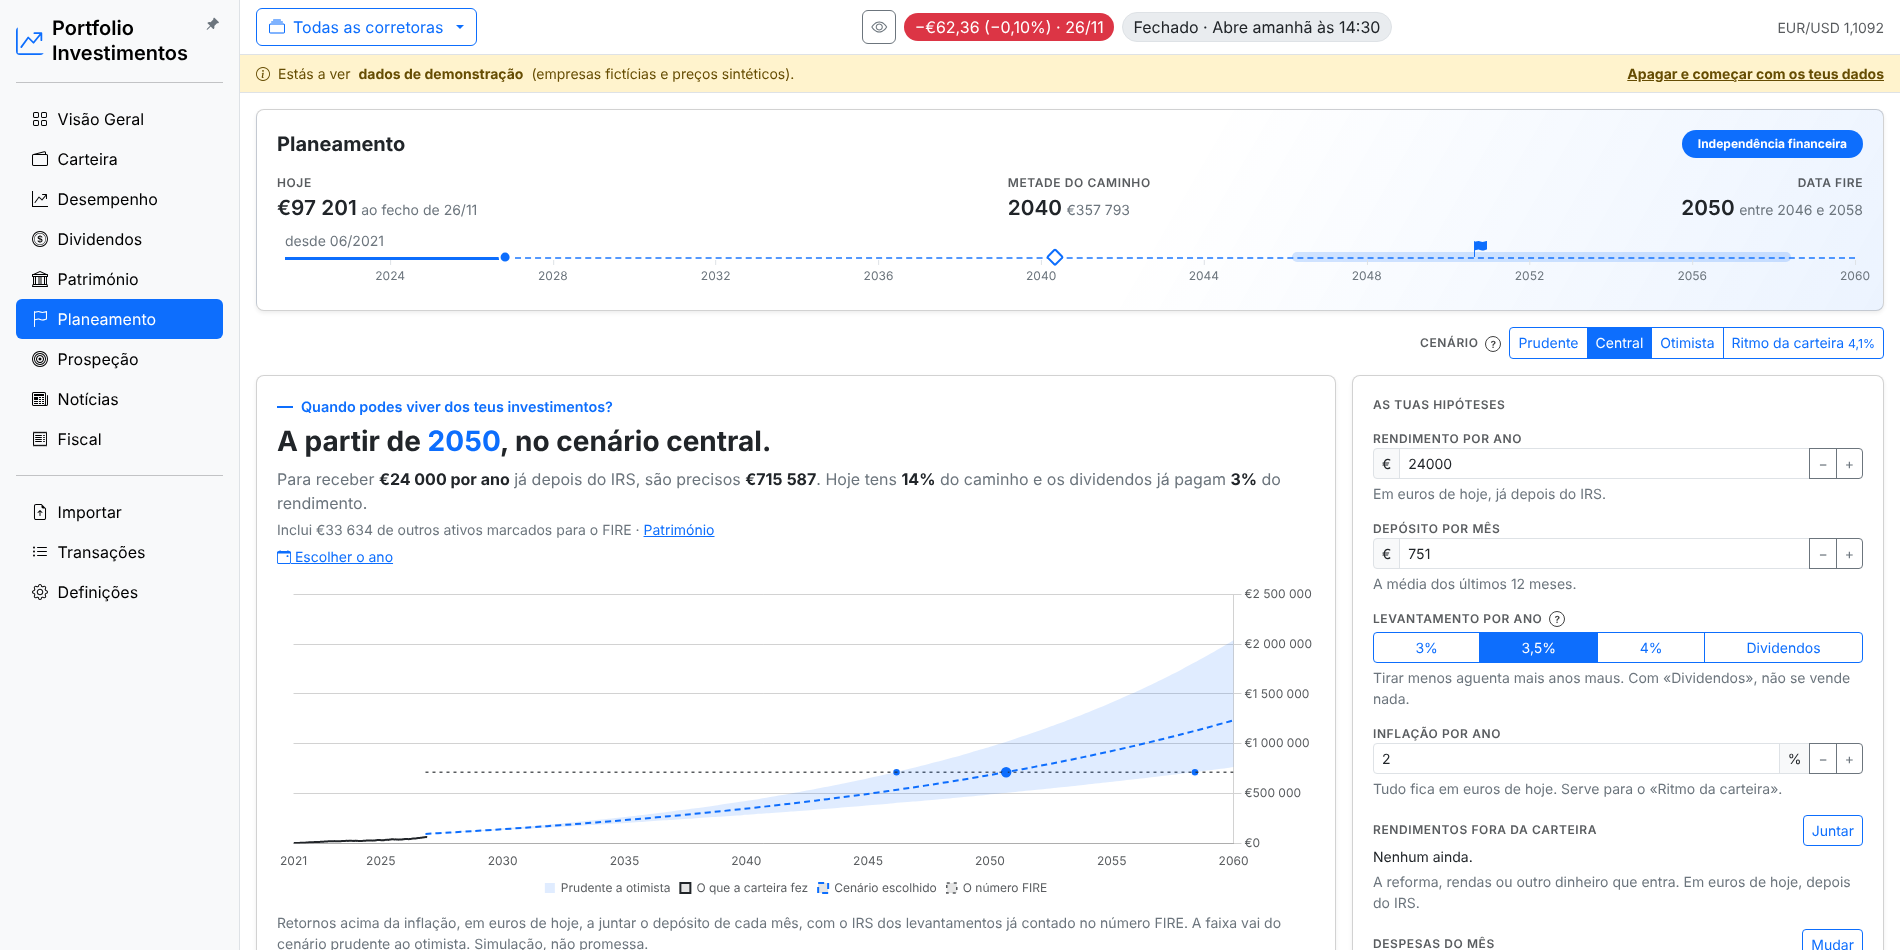 Portfolio
Investimentos
Visão Geral
Carteira
Desempenho
Dividendos
Património
Planeamento
Prospeção
Notícias
Fiscal
Importar
Transações
Definições
Todas as corretoras
−€62,36 (−0,10%) · 26/11
Fechado · Abre amanhã às 14:30
EUR/USD 1,1092
Estás a ver dados de demonstração (empresas fictícias e preços sintéticos).
Apagar e começar com os teus dados
Planeamento
Independência financeira
HOJE
€97 201 ao fecho de 26/11
METADE DO CAMINHO
2040 €357 793
DATA FIRE
2050 entre 2046 e 2058
desde 06/2021
2024 2028 2032 2036 2040 2044 2048 2052 2056 2060
CENÁRIO ? Prudente Central Otimista Ritmo da carteira 4,1%
Quando podes viver dos teus investimentos?
A partir de 2050, no cenário central.
Para receber €24 000 por ano já depois do IRS, são precisos €715 587. Hoje tens 14% do caminho e os dividendos já pagam 3% do
rendimento.
Inclui €33 634 de outros ativos marcados para o FIRE · Património
Escolher o ano
€2 500 000
€2 000 000
€1 500 000
€1 000 000
€500 000
€0
2021 2025 2030 2035 2040 2045 2050 2055 2060
Prudente a otimista O que a carteira fez Cenário escolhido O número FIRE
Retornos acima da inflação, em euros de hoje, a juntar o depósito de cada mês, com o IRS dos levantamentos já contado no número FIRE. A faixa vai do
cenário prudente ao otimista. Simulação, não promessa.
AS TUAS HIPÓTESES
RENDIMENTO POR ANO
€ 24000 − +
Em euros de hoje, já depois do IRS.
DEPÓSITO POR MÊS
€ 751 − +
A média dos últimos 12 meses.
LEVANTAMENTO POR ANO ?
3% 3,5% 4% Dividendos
Tirar menos aguenta mais anos maus. Com «Dividendos», não se vende
nada.
INFLAÇÃO POR ANO
2 % − +
Tudo fica em euros de hoje. Serve para o «Ritmo da carteira».
RENDIMENTOS FORA DA CARTEIRA
Juntar
Nenhum ainda.
A reforma, rendas ou outro dinheiro que entra. Em euros de hoje, depois
do IRS.
DESPESAS DO MÊS
Mudar